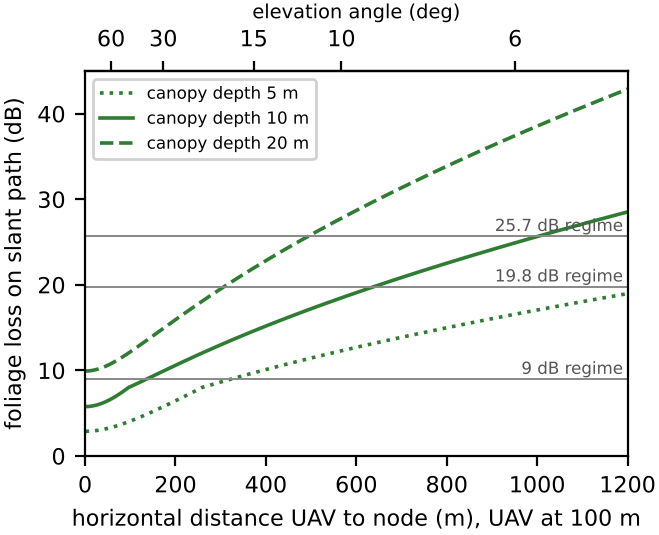 elevation angle (deg)
60 30 15 10 6
canopy depth 5 m
canopy depth 10 m
canopy depth 20 m
foliage loss on slant path (dB)
40
30
20
10
0
25.7 dB regime
19.8 dB regime
9 dB regime
0 200 400 600 800 1000 1200
horizontal distance UAV to node (m), UAV at 100 m